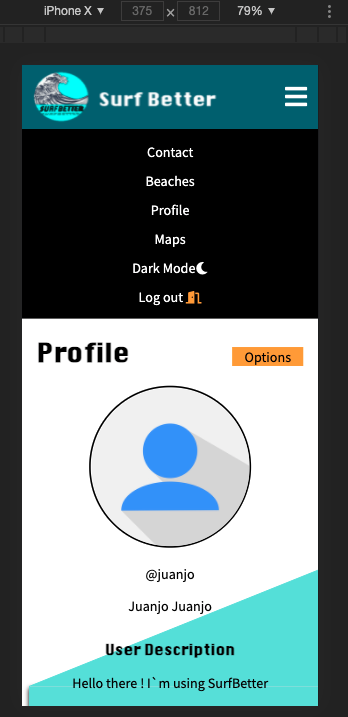 iPhone X ▼ 375 × 812 79% ▼
SURF BETTER
Surf Better
Contact
Beaches
Profile
Maps
Dark Mode
Log out
Profile
Options
@juanjo
Juanjo Juanjo
User Description
Hello there ! I`m using SurfBetter